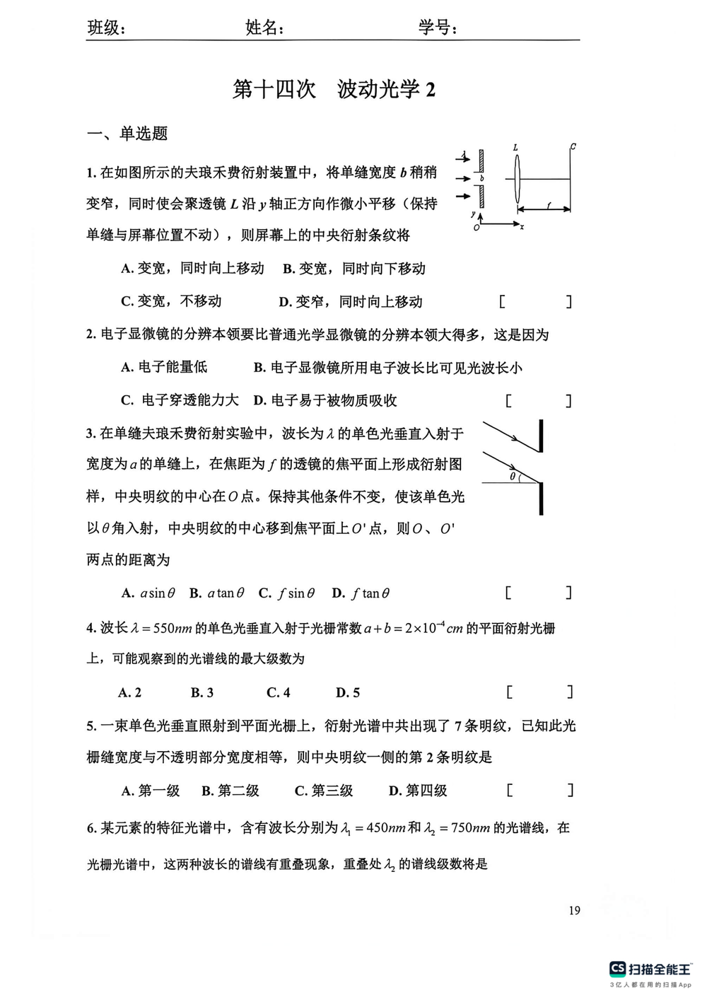 班级： 姓名： 学号：
第十四次 波动光学 2
一、单选题
1. 在如图所示的夫琅禾费衍射装置中，将单缝宽度 b 稍稍
变窄，同时使会聚透镜 L 沿 y 轴正方向作微小平移（保持
单缝与屏幕位置不动），则屏幕上的中央衍射条纹将
λ
b
L
C
f
y
O
x
A. 变宽，同时向上移动 B. 变宽，同时向下移动
C. 变宽，不移动 D. 变窄，同时向上移动 [ ]
2. 电子显微镜的分辨本领要比普通光学显微镜的分辨本领大得多，这是因为
A. 电子能量低 B. 电子显微镜所用电子波长比可见光波长小
C. 电子穿透能力大 D. 电子易于被物质吸收 [ ]
3. 在单缝夫琅禾费衍射实验中，波长为 λ 的单色光垂直入射于
宽度为 a 的单缝上，在焦距为 f 的透镜的焦平面上形成衍射图
样，中央明纹的中心在 O 点。保持其他条件不变，使该单色光
以 θ 角入射，中央明纹的中心移到焦平面上 O' 点，则 O 、 O'
两点的距离为
θ
A. a sin θ B. a tan θ C. f sin θ D. f tan θ [ ]
4. 波长 λ = 550nm 的单色光垂直入射于光栅常数 a + b = 2×10⁻⁴ cm 的平面衍射光栅
上，可能观察到的光谱线的最大级数为
A. 2 B. 3 C. 4 D. 5 [ ]
5. 一束单色光垂直照射到平面光栅上，衍射光谱中共出现了 7 条明纹，已知此光
栅缝宽度与不透明部分宽度相等，则中央明纹一侧的第 2 条明纹是
A. 第一级 B. 第二级 C. 第三级 D. 第四级 [ ]
6. 某元素的特征光谱中，含有波长分别为 λ₁ = 450nm 和 λ₂ = 750nm 的光谱线，在
光栅光谱中，这两种波长的谱线有重叠现象，重叠处 λ₂ 的谱线级数将是
19
CS 扫描全能王™
3亿人都在用的扫描App